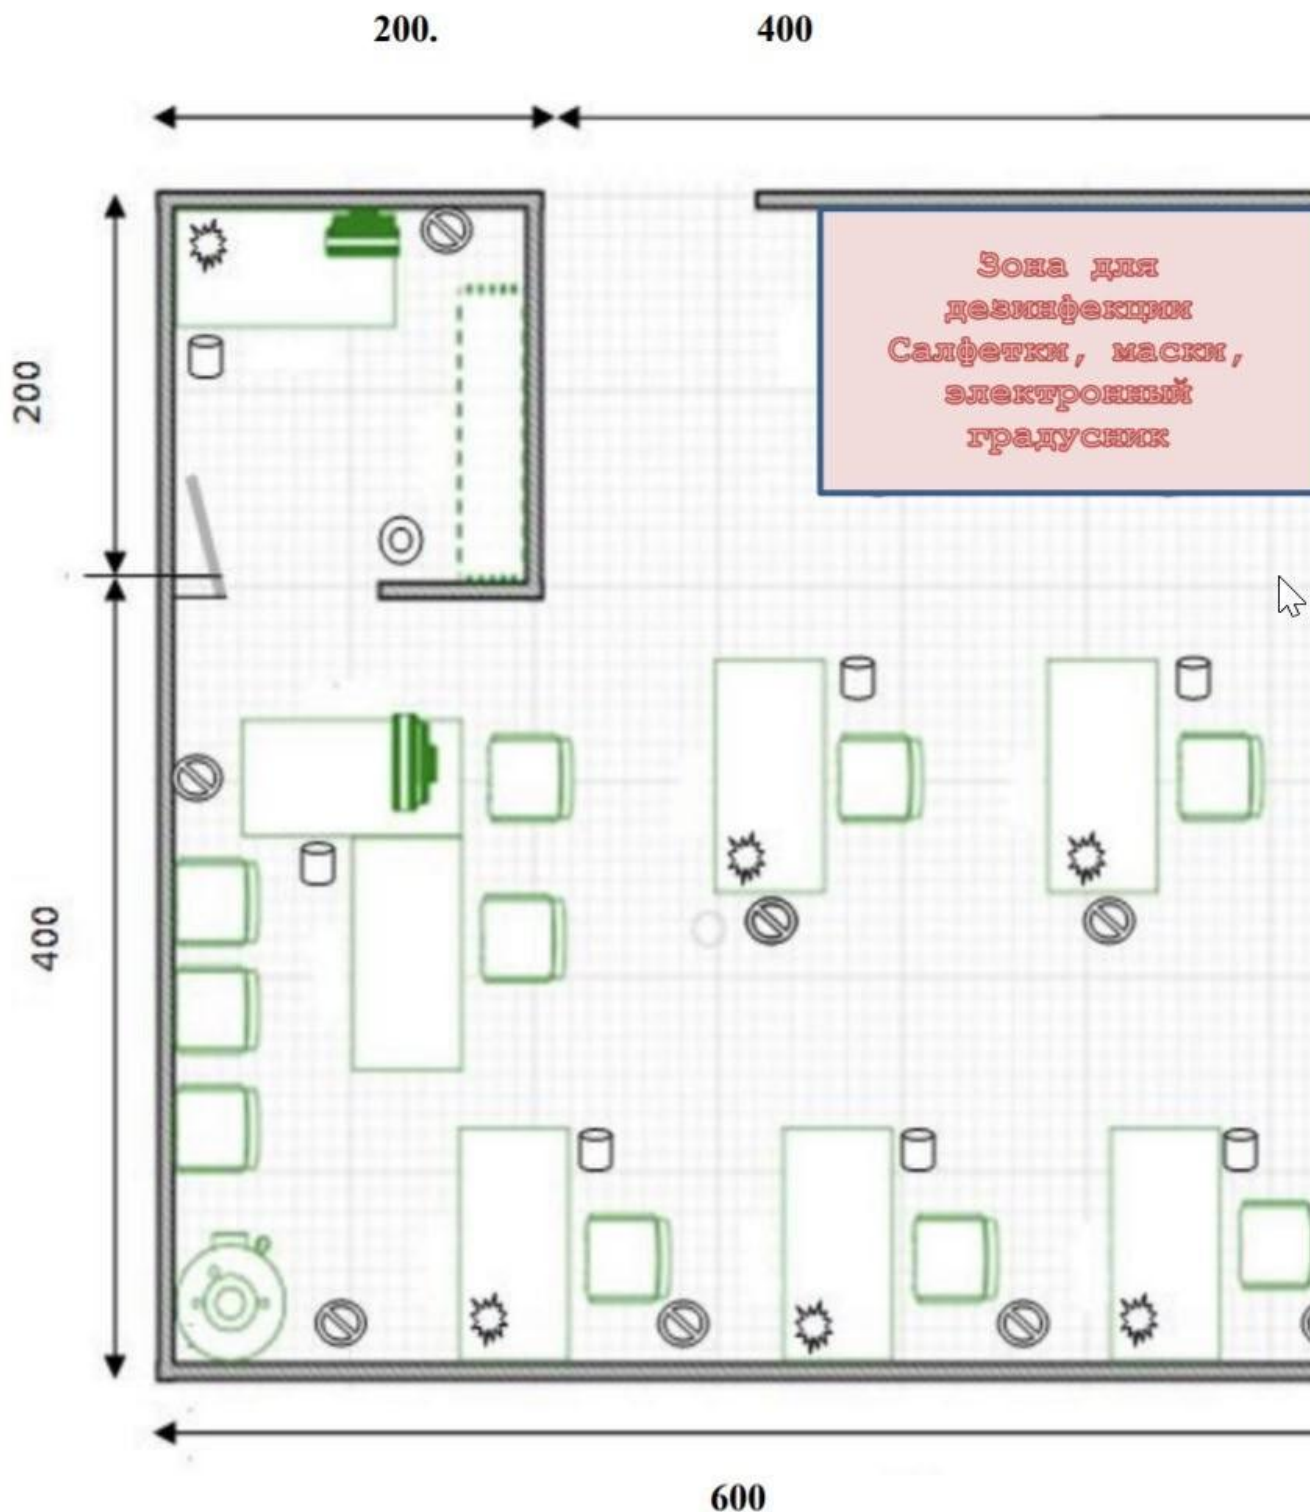 200.
400
200
Зона для
дезинфекции
Салфетки, маски,
электронный
градусник
400
600